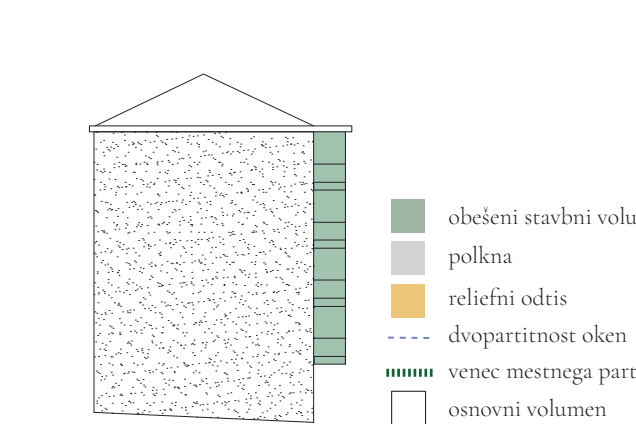 obešeni stavbni volu
polkna
reliefni odtis
dvopartitnost oken
venec mestnega part
osnovni volumen